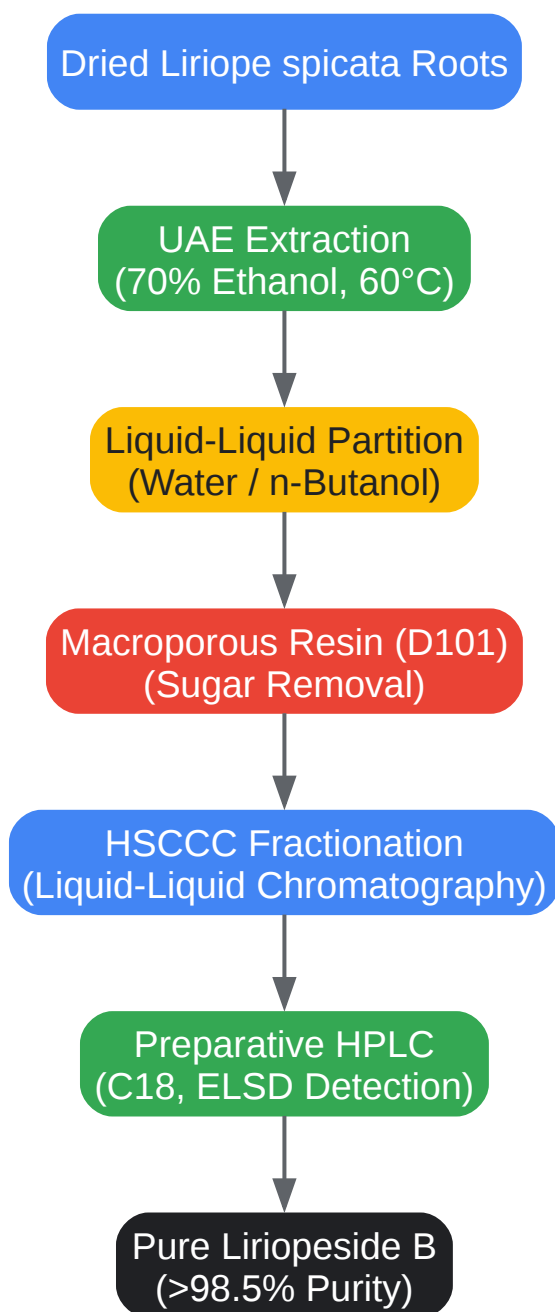 Dried Liriope spicata Roots
UAE Extraction
(70% Ethanol, 60°C)
Liquid-Liquid Partition
(Water / n-Butanol)
Macroporous Resin (D101)
(Sugar Removal)
HSCCC Fractionation
(Liquid-Liquid Chromatography)
Preparative HPLC
(C18, ELSD Detection)
Pure Liriopeside B
(>98.5% Purity)